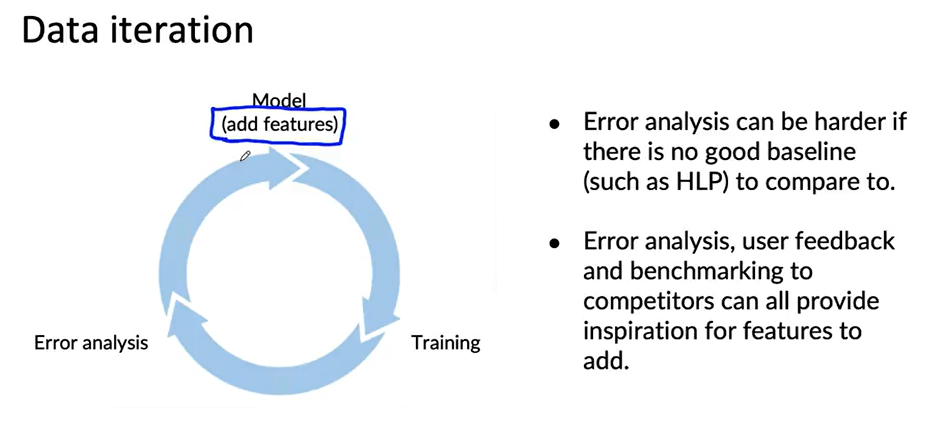 Data iteration
Model
(add features)
Error analysis
Training
● Error analysis can be harder if
there is no good baseline
(such as HLP) to compare to.
● Error analysis, user feedback
and benchmarking to
competitors can all provide
inspiration for features to
add.